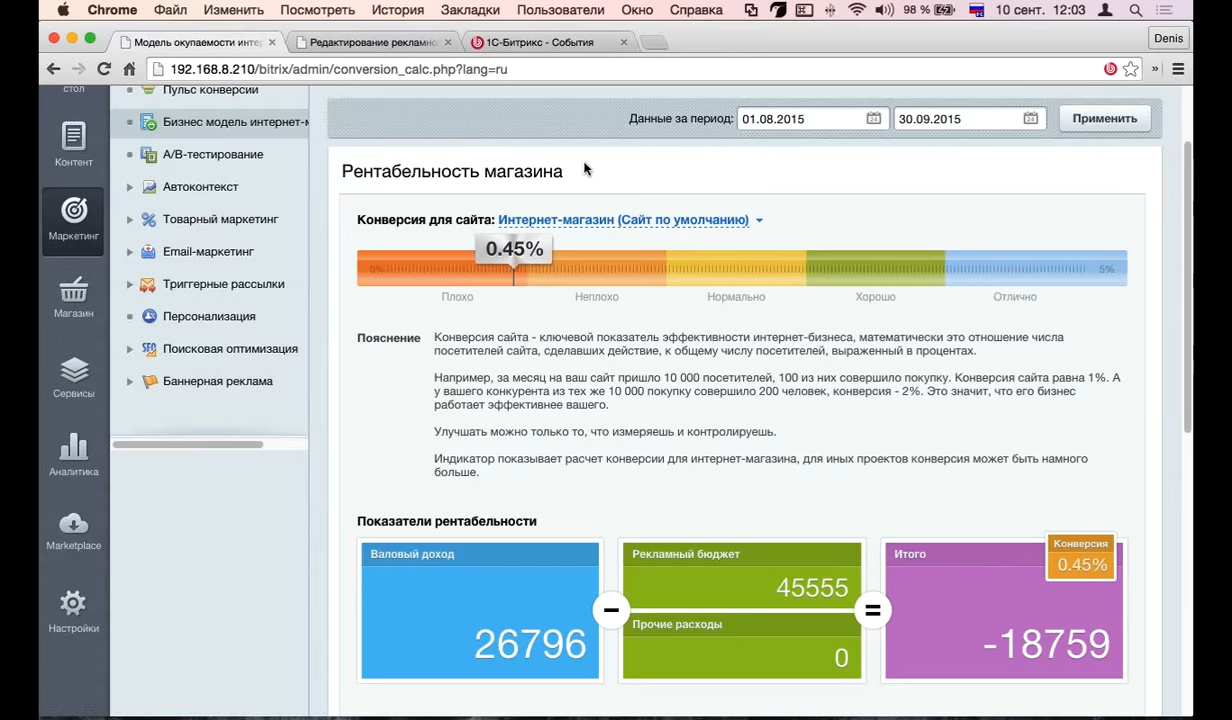 Chrome Файл Изменить Посмотреть История Закладки Пользователи Окно Справка 98 % 10 сент. 12:03
Модель окупаемости интер Редактирование рекламно 1С-Битрикс - События Denis
192.168.8.210/bitrix/admin/conversion_calc.php?lang=ru »
стол
Контент
Маркетинг
Магазин
Сервисы
Аналитика
Marketplace
Настройки
Пульс конверсии
Бизнес модель интернет-м
A/B-тестирование
Автоконтекст
Товарный маркетинг
Email-маркетинг
Триггерные рассылки
Персонализация
Поисковая оптимизация
Баннерная реклама
Данные за период: 01.08.2015 30.09.2015 Применить
Рентабельность магазина
Конверсия для сайта: Интернет-магазин (Сайт по умолчанию)
0.45%
0% 5%
Плохо Неплохо Нормально Хорошо Отлично
Пояснение
Конверсия сайта - ключевой показатель эффективности интернет-бизнеса, математически это отношение числа
посетителей сайта, сделавших действие, к общему числу посетителей, выраженный в процентах.
Например, за месяц на ваш сайт пришло 10 000 посетителей, 100 из них совершило покупку. Конверсия сайта равна 1%. А
у вашего конкурента из тех же 10 000 покупку совершило 200 человек, конверсия - 2%. Это значит, что его бизнес
работает эффективнее вашего.
Улучшать можно только то, что измеряешь и контролируешь.
Индикатор показывает расчет конверсии для интернет-магазина, для иных проектов конверсия может быть намного
больше.
Показатели рентабельности
Валовый доход
26796
−
Рекламный бюджет
45555
Прочие расходы
0
=
Итого
Конверсия
0.45%
-18759